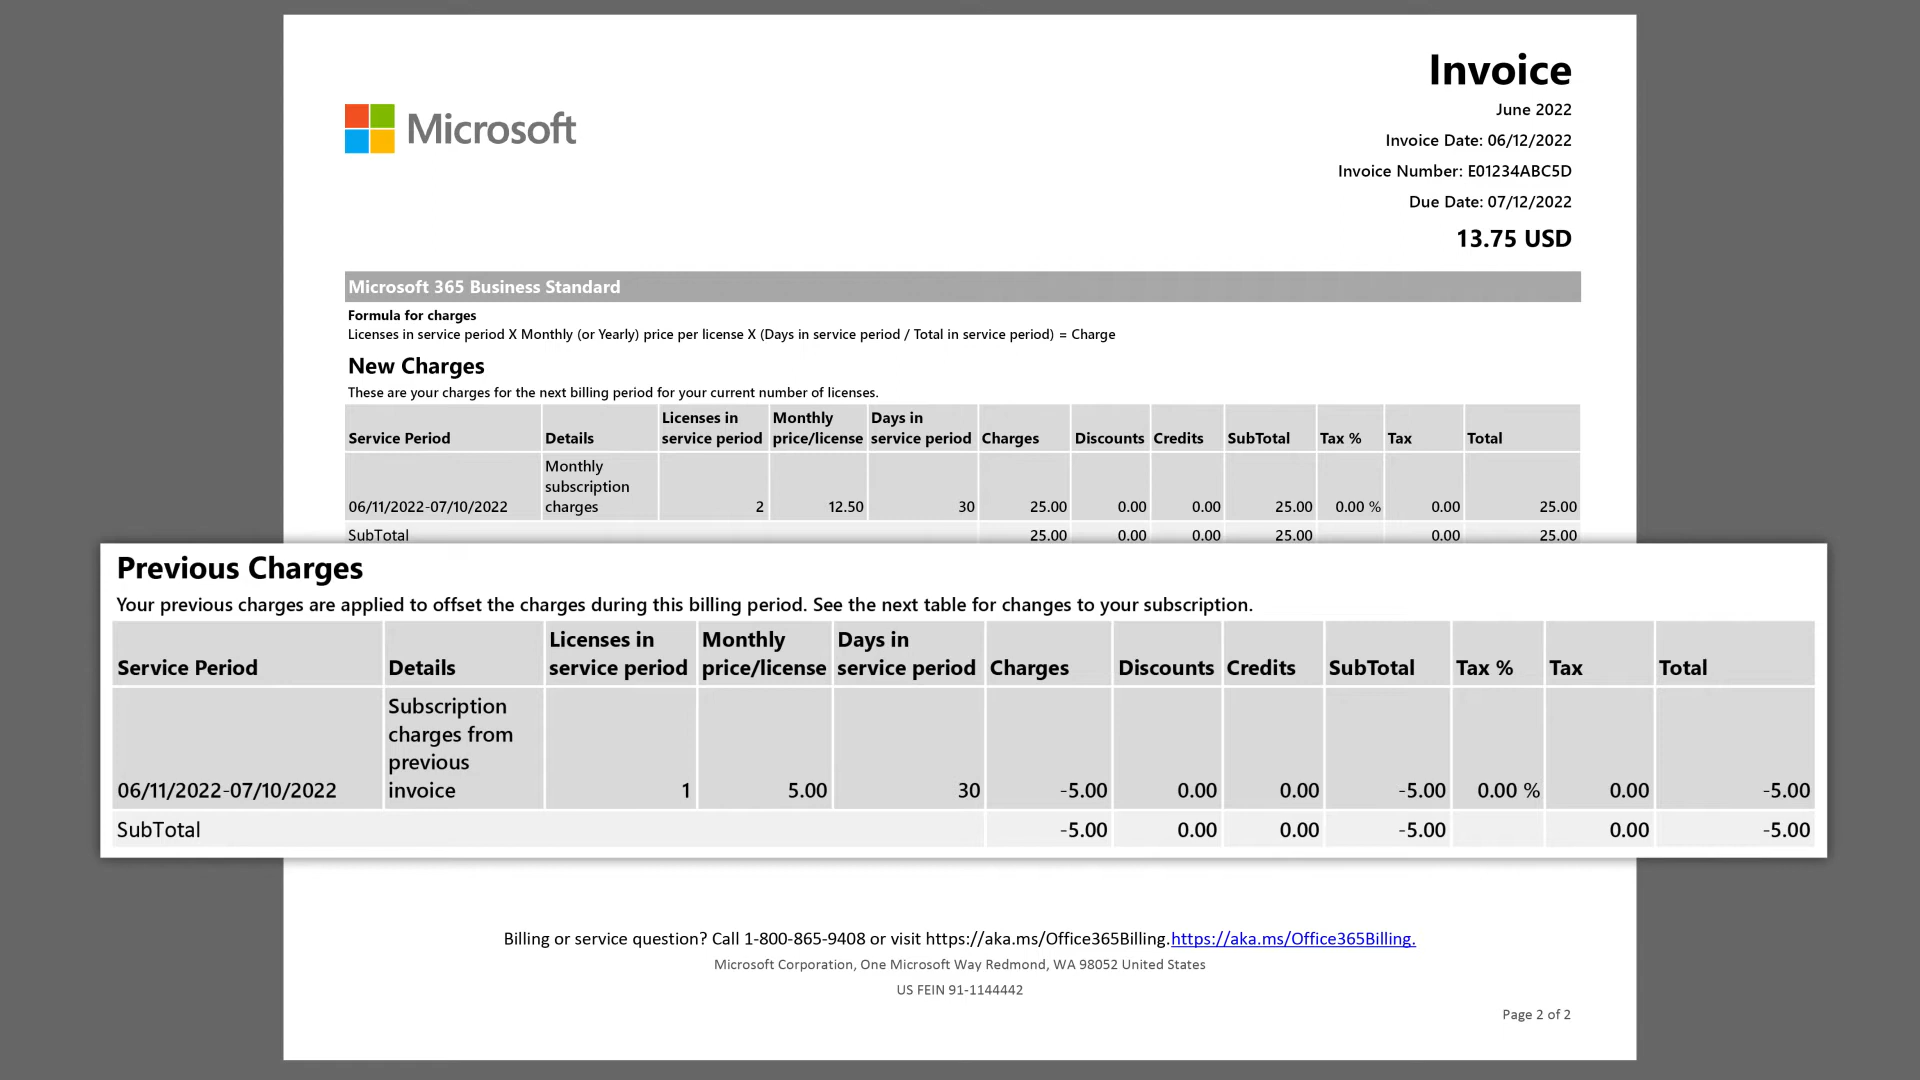 Invoice
June 2022
Microsoft
Invoice Date: 06/12/2022
Invoice Number: E01234ABC5D
Due Date: 07/12/2022
13.75 USD
Microsoft 365 Business Standard
Formula for charges
Licenses in service period X Monthly (or Yearly) price per license X (Days in service period / Total in service period) = Charge
New Charges
These are your charges for the next billing period for your current number of licenses.
Service Period Details Licenses in service period Monthly price/license Days in service period Charges Discounts Credits SubTotal Tax % Tax Total
06/11/2022-07/10/2022 Monthly subscription charges 2 12.50 30 25.00 0.00 0.00 25.00 0.00 % 0.00 25.00
SubTotal 25.00 0.00 0.00 25.00 0.00 25.00
Previous Charges
Your previous charges are applied to offset the charges during this billing period. See the next table for changes to your subscription.
Service Period Details Licenses in service period Monthly price/license Days in service period Charges Discounts Credits SubTotal Tax % Tax Total
06/11/2022-07/10/2022 Subscription charges from previous invoice 1 5.00 30 -5.00 0.00 0.00 -5.00 0.00 % 0.00 -5.00
SubTotal -5.00 0.00 0.00 -5.00 0.00 -5.00
Billing or service question? Call 1-800-865-9408 or visit https://aka.ms/Office365Billing.https://aka.ms/Office365Billing.
Microsoft Corporation, One Microsoft Way Redmond, WA 98052 United States
US FEIN 91-1144442
Page 2 of 2